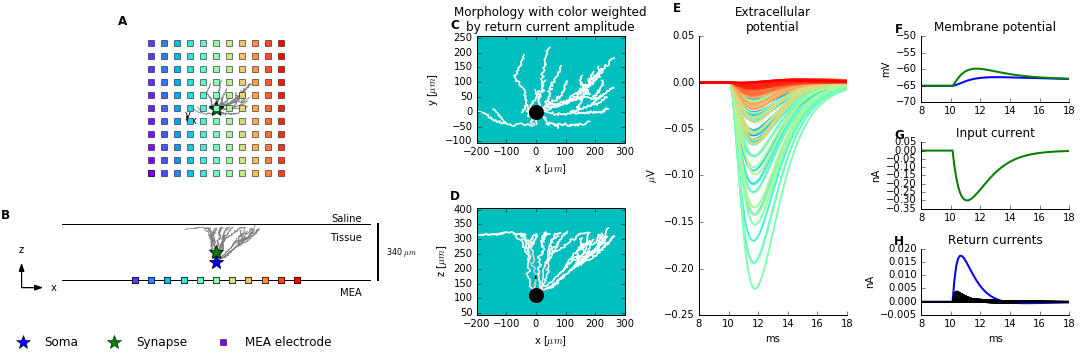 A
y
x
B
Saline
Tissue
340 μm
z
x
MEA
Soma
Synapse
MEA electrode
Morphology with color weighted
by return current amplitude
C
250
200
150
100
50
0
−50
−100
y [μm]
−200 −100 0 100 200 300
x [μm]
D
400
350
300
250
200
150
100
50
z [μm]
−200 −100 0 100 200 300
x [μm]
E
Extracellular
potential
0.05
0.00
−0.05
−0.10
−0.15
−0.20
−0.25
μV
8 10 12 14 16 18
ms
F
Membrane potential
−50
−55
−60
−65
−70
mV
8 10 12 14 16 18
G
Input current
0.05
0.00
−0.05
−0.10
−0.15
−0.20
−0.25
−0.30
−0.35
nA
8 10 12 14 16 18
H
Return currents
0.020
0.015
0.010
0.005
0.000
−0.005
nA
8 10 12 14 16 18
ms